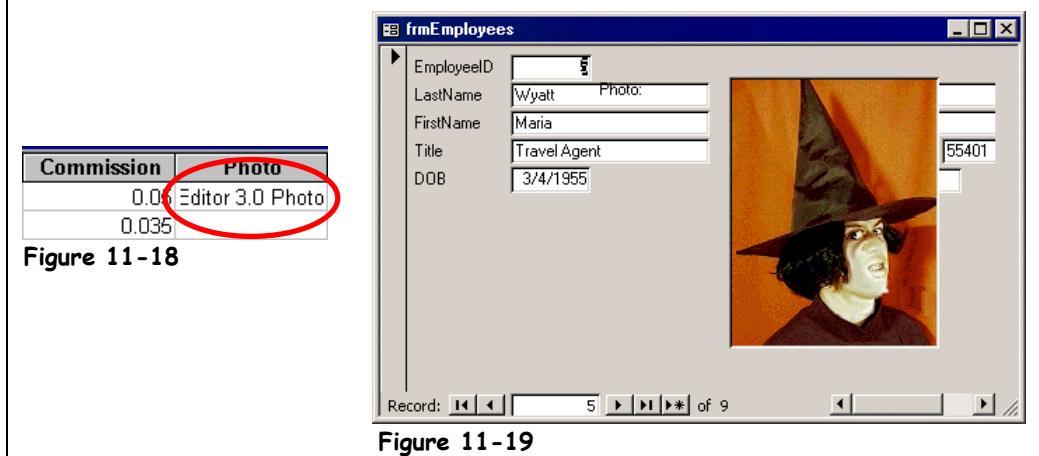 Commission Photo
0.05 Editor 3.0 Photo
0.035
Figure 11-18
frmEmployees
EmployeeID
LastName Wyatt Photo:
FirstName Maria
Title Travel Agent 55401
DOB 3/4/1955
Record: 5 of 9
Figure 11-19